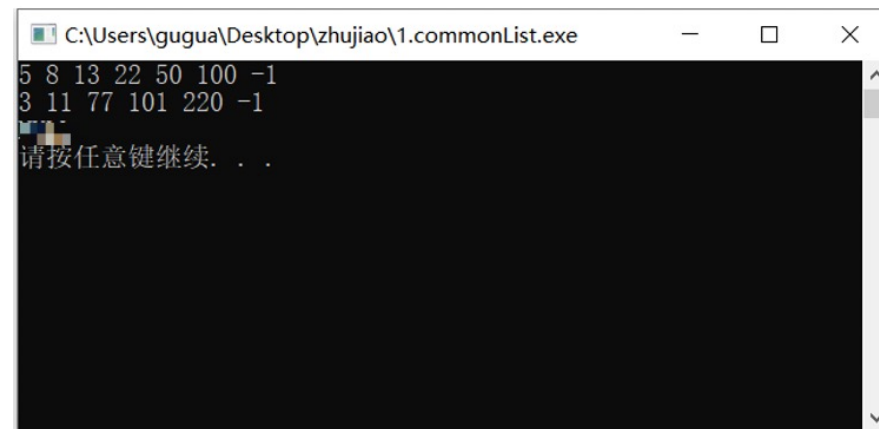 C:\Users\gugua\Desktop\zhujiao\1.commonList.exe
5 8 13 22 50 100 -1
3 11 77 101 220 -1
请按任意键继续. . .